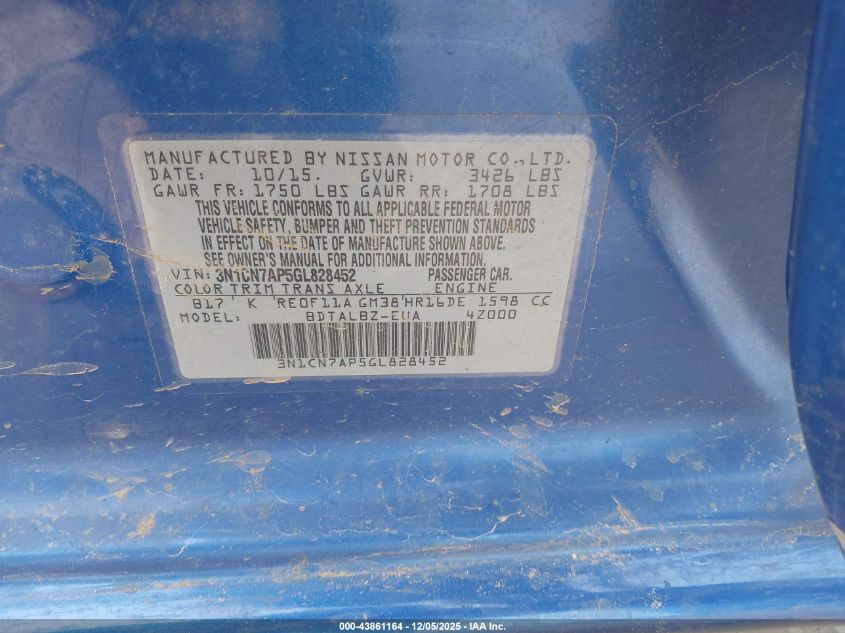 MANUFACTURED BY NISSAN MOTOR CO., LTD.
DATE: 10/15. GVWR: 3426 LBS
GAWR FR: 1750 LBS GAWR RR: 1708 LBS
THIS VEHICLE CONFORMS TO ALL APPLICABLE FEDERAL MOTOR
VEHICLE SAFETY, BUMPER AND THEFT PREVENTION STANDARDS
IN EFFECT ON THE DATE OF MANUFACTURE SHOWN ABOVE.
SEE OWNER'S MANUAL FOR ADDITIONAL INFORMATION.
VIN: 3N1CN7AP5GL828452 PASSENGER CAR.
COLOR TRIM TRANS AXLE ENGINE
B17 K RE0F11A GM38 HR16DE 1598 CC
MODEL: BDTALBZ-EUA 4Z000
3N1CN7AP5GL828452
000-43861164 - 12/05/2025 - IAA Inc.